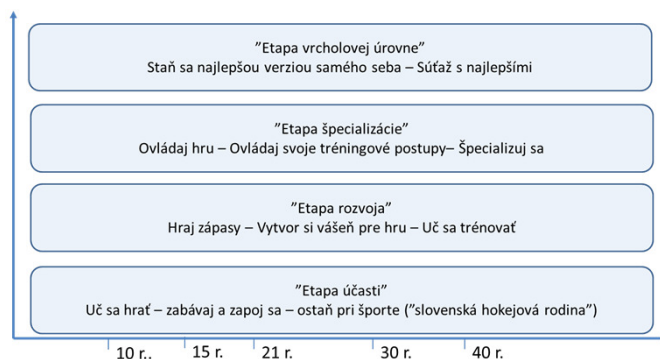 ”Etapa vrcholovej úrovne”
Staň sa najlepšou verziou samého seba – Súťaž s najlepšími
”Etapa špecializácie”
Ovládaj hru – Ovládaj svoje tréningové postupy– Špecializuj sa
”Etapa rozvoja”
Hraj zápasy – Vytvor si vášeň pre hru – Uč sa trénovať
”Etapa účasti”
Uč sa hrať – zabávaj a zapoj sa – ostaň pri športe (”slovenská hokejová rodina”)
10 r.. 15 r. 21 r. 30 r. 40 r.